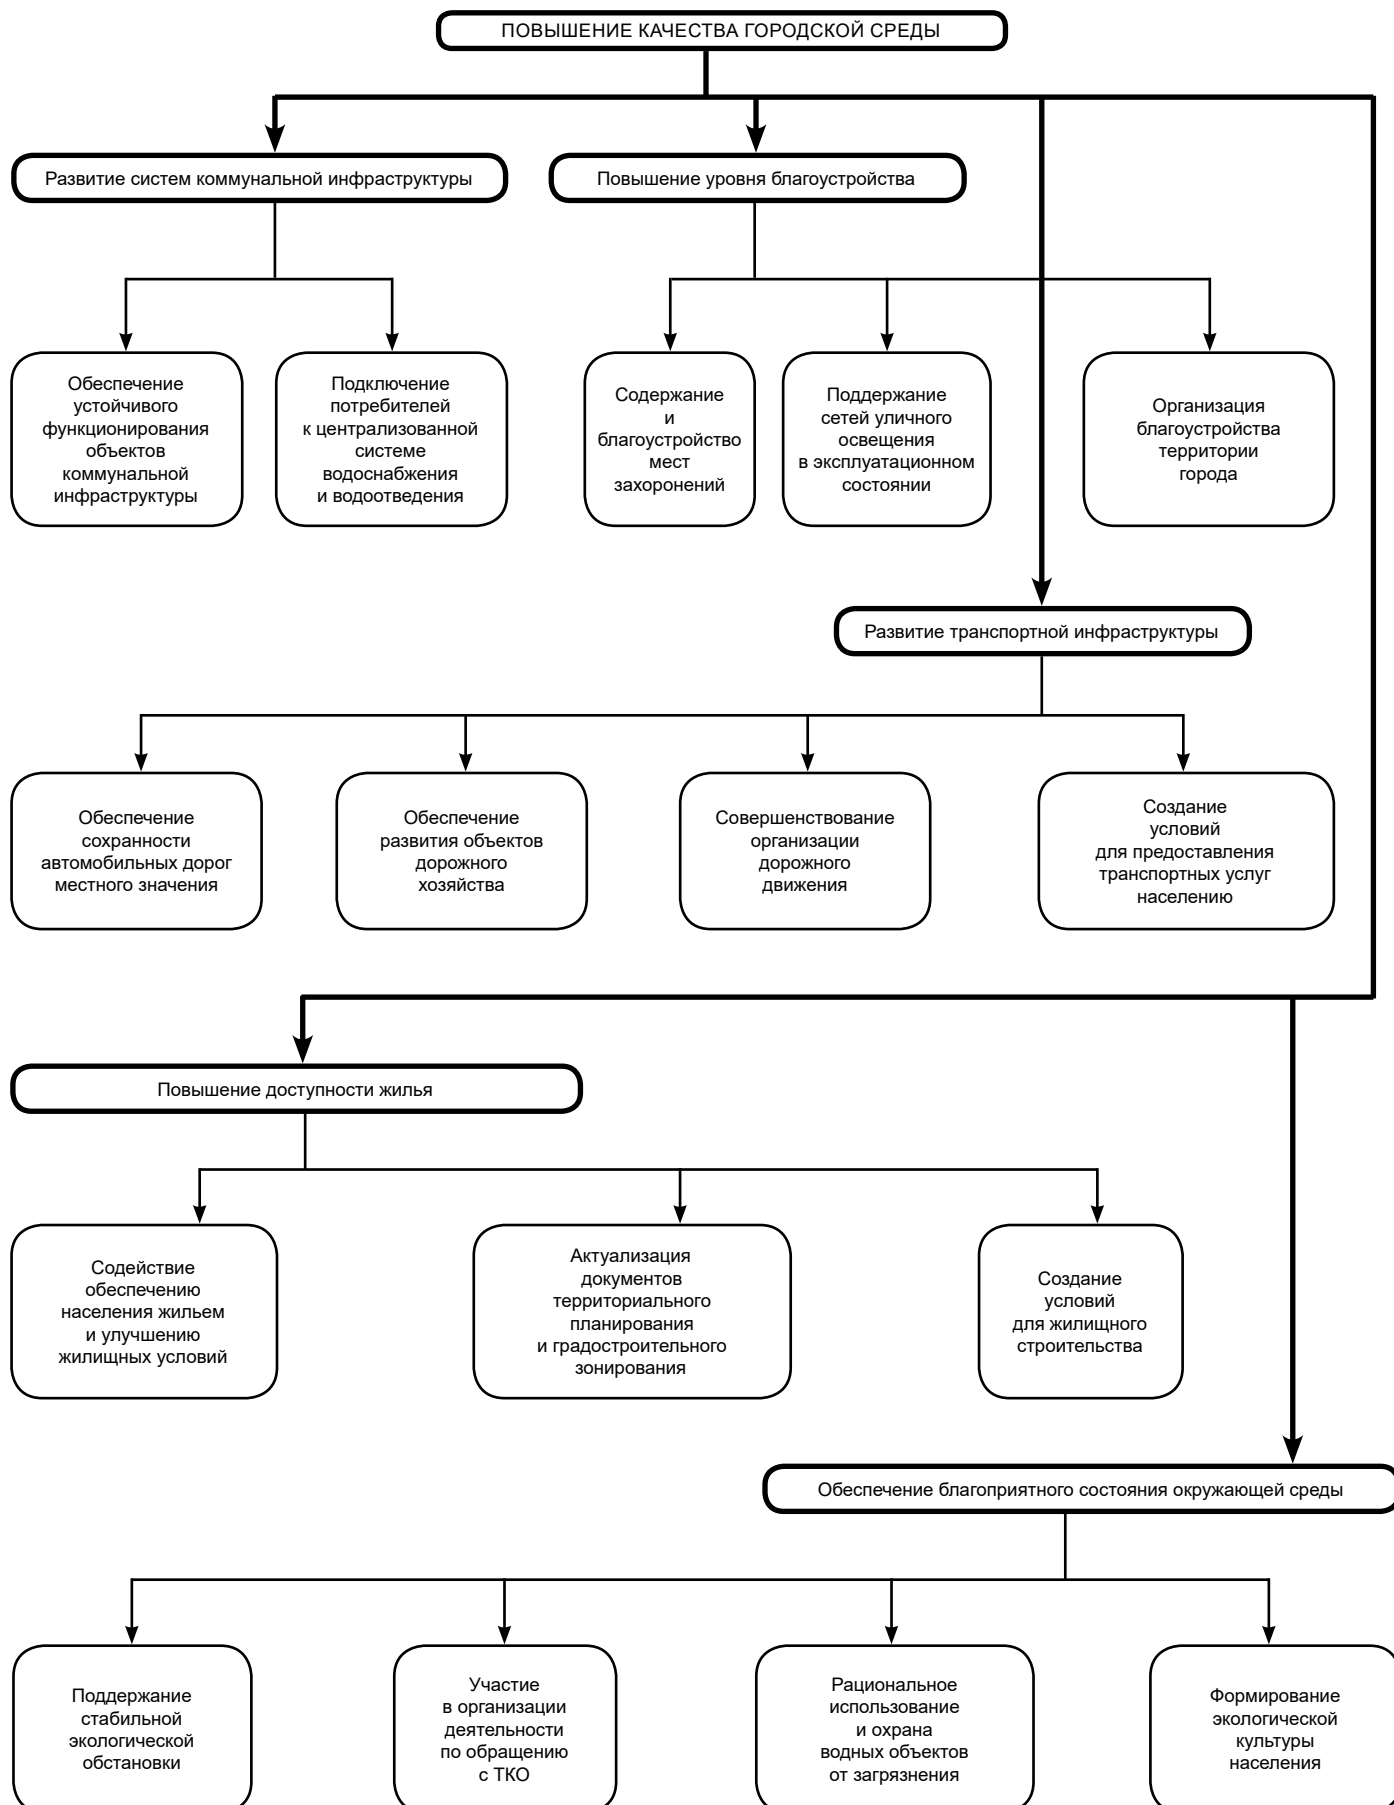 ПОВЫШЕНИЕ КАЧЕСТВА ГОРОДСКОЙ СРЕДЫ
Развитие систем коммунальной инфраструктуры
Повышение уровня благоустройства
Обеспечение
устойчивого
функционирования
объектов
коммунальной
инфраструктуры
Подключение
потребителей
к централизованной
системе
водоснабжения
и водоотведения
Содержание
и
благоустройство
мест
захоронений
Поддержание
сетей уличного
освещения
в эксплуатационном
состоянии
Организация
благоустройства
территории
города
Развитие транспортной инфраструктуры
Обеспечение
сохранности
автомобильных дорог
местного значения
Обеспечение
развития объектов
дорожного
хозяйства
Совершенствование
организации
дорожного
движения
Создание
условий
для предоставления
транспортных услуг
населению
Повышение доступности жилья
Содействие
обеспечению
населения жильем
и улучшению
жилищных условий
Актуализация
документов
территориального
планирования
и градостроительного
зонирования
Создание
условий
для жилищного
строительства
Обеспечение благоприятного состояния окружающей среды
Поддержание
стабильной
экологической
обстановки
Участие
в организации
деятельности
по обращению
с ТКО
Рациональное
использование
и охрана
водных объектов
от загрязнения
Формирование
экологической
культуры
населения